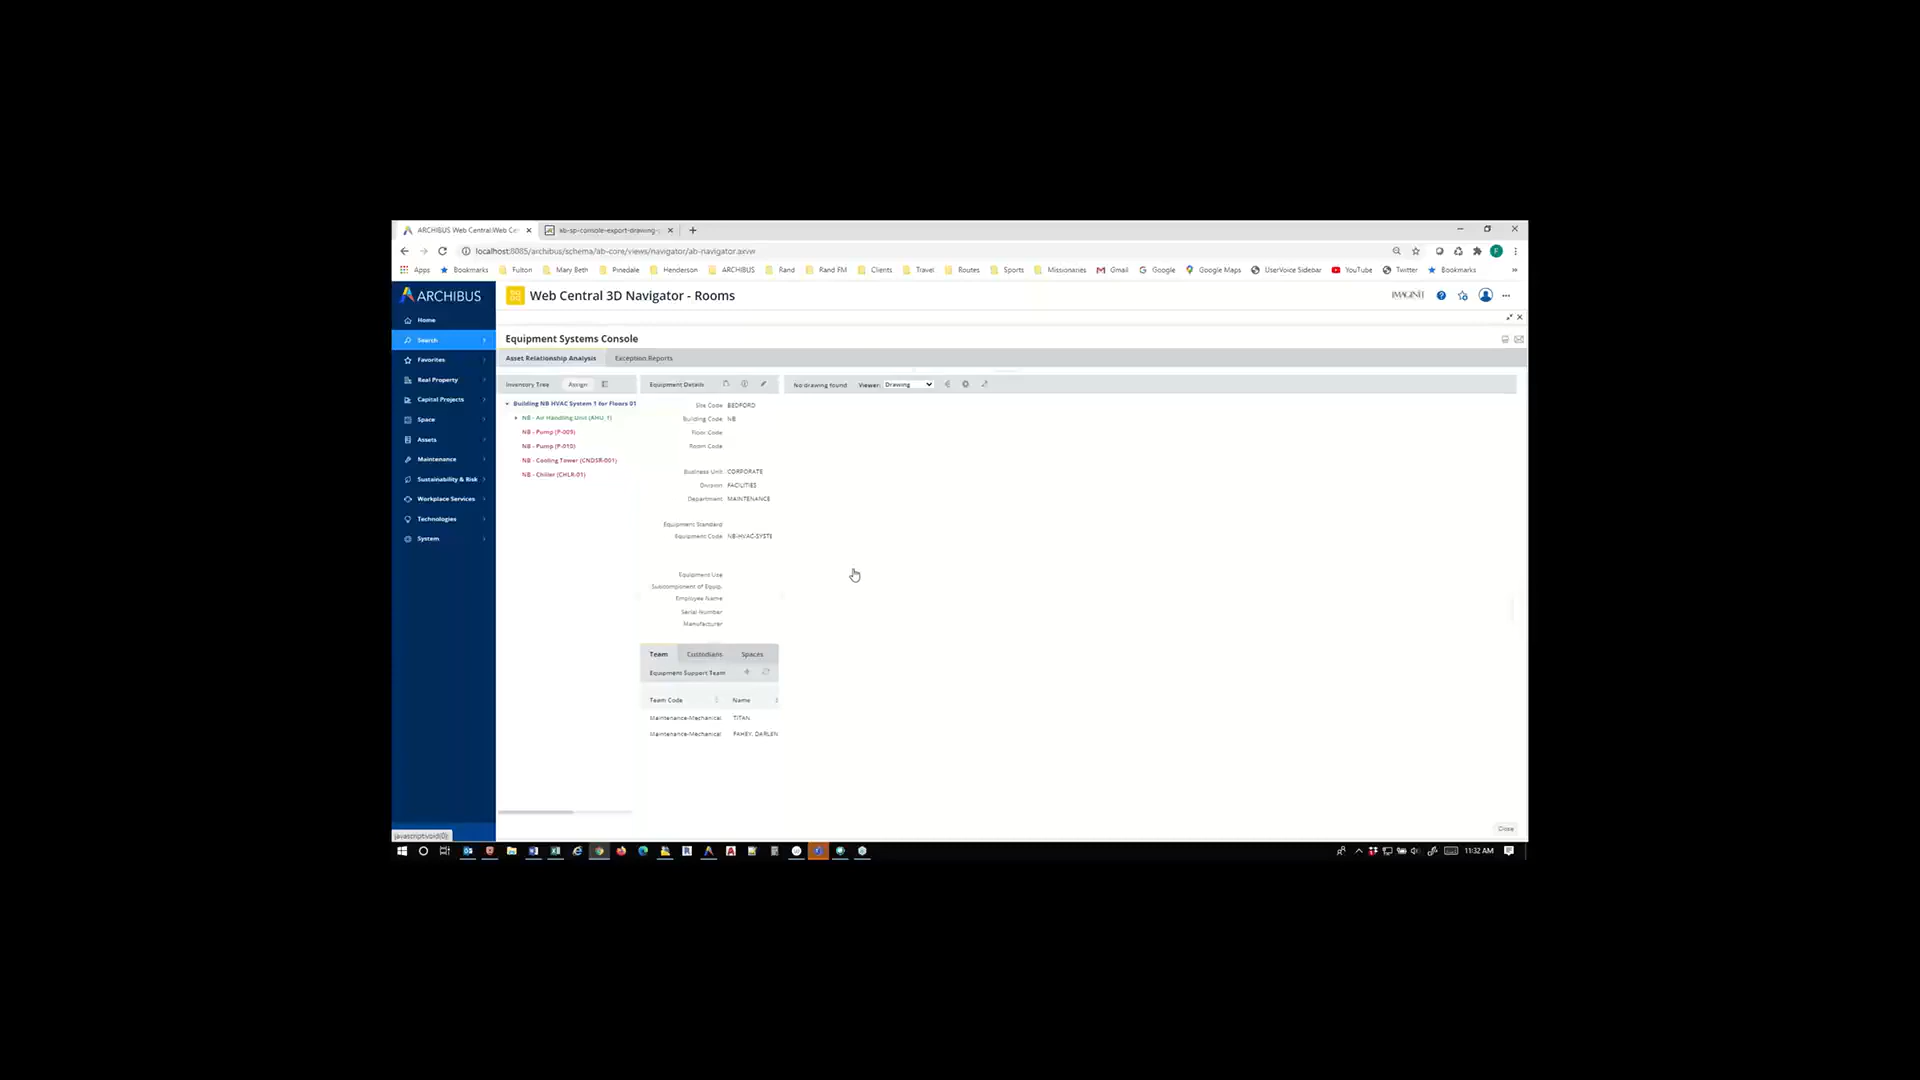 ARCHIBUS Web Central:Web Ce
ab-sp-console-export-drawing-
localhost:8085/archibus/schema/ab-core/views/navigator/ab-navigator.axvw
Apps Bookmarks Fulton Mary Beth Pinedale Henderson ARCHIBUS Rand Rand FM Clients Travel Routes Sports Missionaries Gmail Google Google Maps UserVoice Sidebar YouTube Twitter Bookmarks »
ARCHIBUS
Web Central 3D Navigator - Rooms
IMAGINiT
Home
Search
Favorites
Real Property
Capital Projects
Space
Assets
Maintenance
Sustainability & Risk
Workplace Services
Technologies
System
Equipment Systems Console
Asset Relationship Analysis Exception Reports
Inventory Tree Assign
Building NB HVAC System 1 for Floors 01
NB - Air Handling Unit (AHU_1)
NB - Pump (P-009)
NB - Pump (P-010)
NB - Cooling Tower (CNDSR-001)
NB - Chiller (CHLR-01)
Equipment Details
Site Code BEDFORD
Building Code NB
Floor Code
Room Code
Business Unit CORPORATE
Division FACILITIES
Department MAINTENANCE
Equipment Standard
Equipment Code NB-HVAC-SYSTE
Equipment Use
Subcomponent of Equip.
Employee Name
Serial Number
Manufacturer
Team Custodians Spaces
Equipment Support Team
Team Code Name
Maintenance-Mechanical TITAN
Maintenance-Mechanical FAHEY, DARLEN
No drawing found Viewer: Drawing
Close
javascript:void(0);
11:32 AM